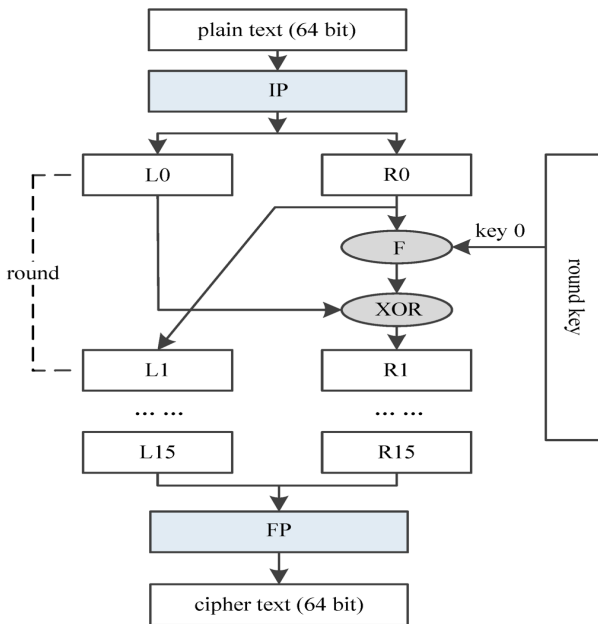 plain text (64 bit)
IP
L0
R0
key 0
F
round
round key
XOR
L1
R1
... ...
... ...
L15
R15
FP
cipher text (64 bit)